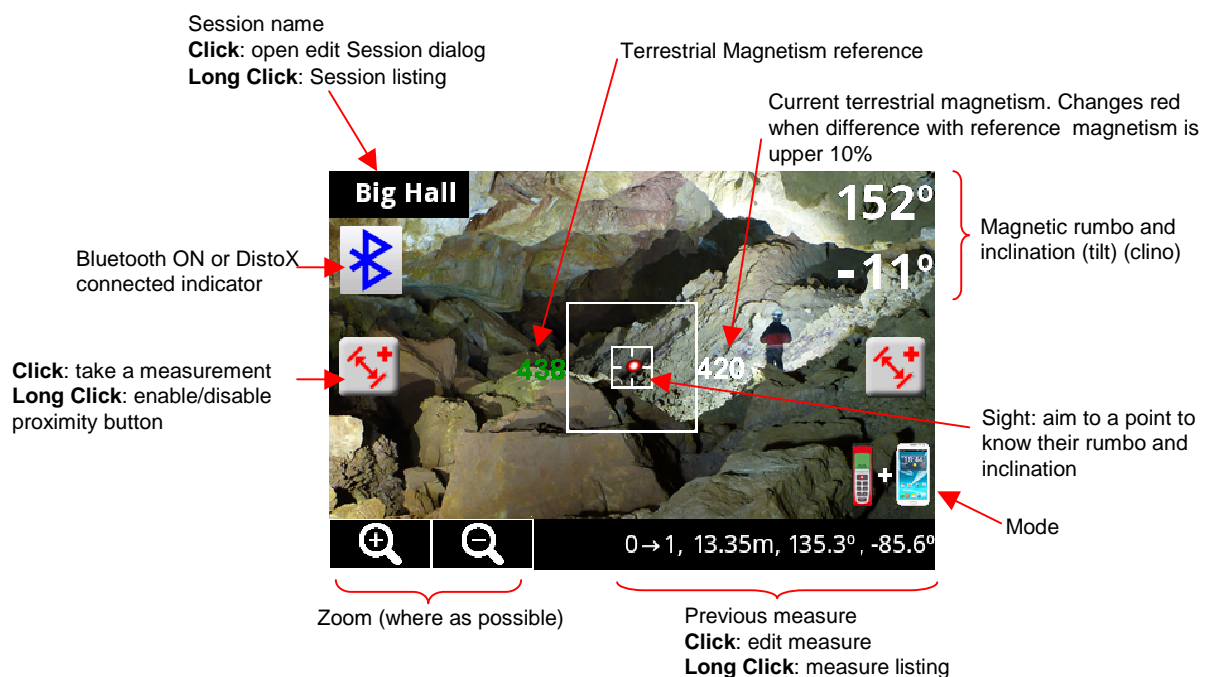 Session name
Click: open edit Session dialog
Long Click: Session listing
Terrestrial Magnetism reference
Current terrestrial magnetism. Changes red
when difference with reference magnetism is
upper 10%
Big Hall
152º
-11º
Magnetic rumbo and
inclination (tilt) (clino)
Bluetooth ON or DistoX
connected indicator
438
420
Click: take a measurement
Long Click: enable/disable
proximity button
Sight: aim to a point to
know their rumbo and
inclination
+
Mode
0→1, 13.35m, 135.3º, -85.6º
Zoom (where as possible)
Previous measure
Click: edit measure
Long Click: measure listing